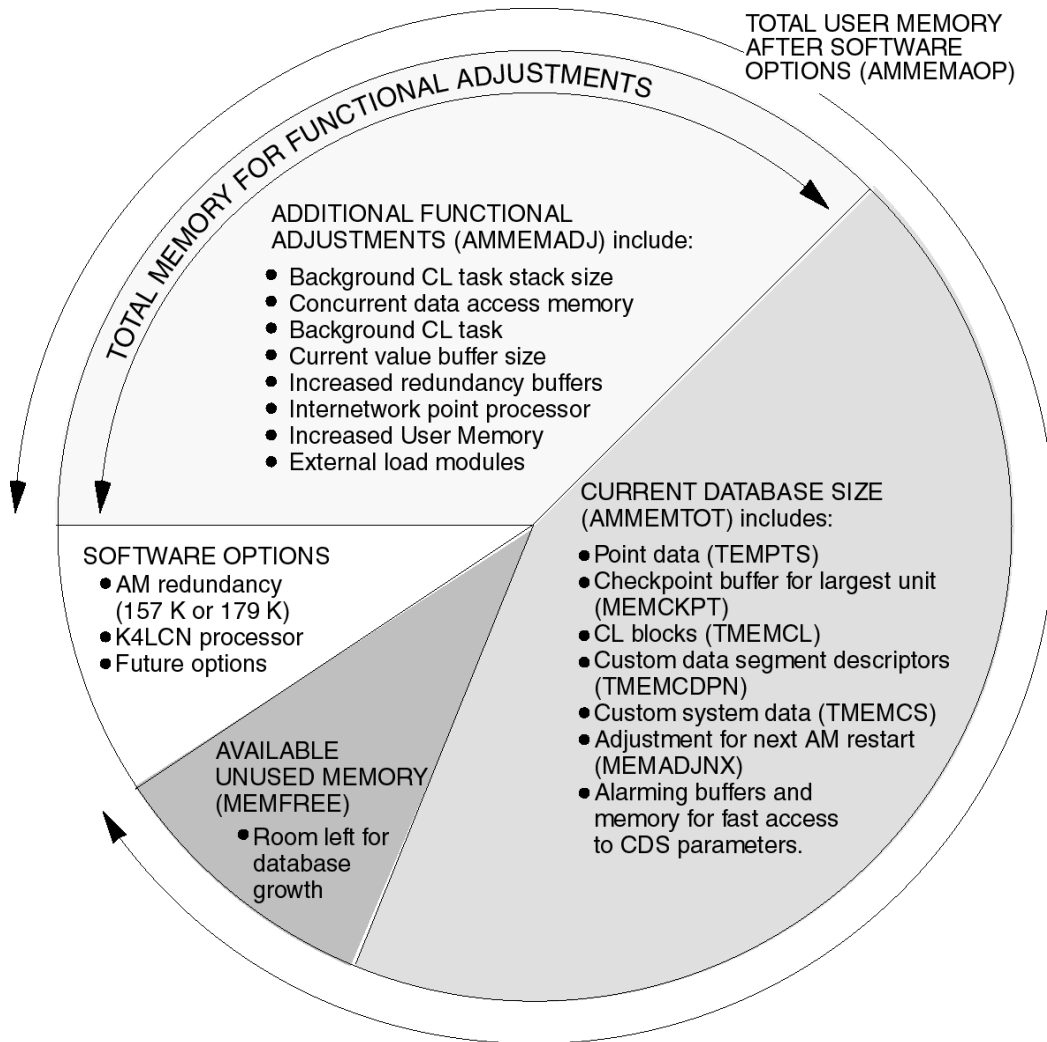 TOTAL USER MEMORY
AFTER SOFTWARE
OPTIONS (AMMEMAOP)
TOTAL MEMORY FOR FUNCTIONAL ADJUSTMENTS
ADDITIONAL FUNCTIONAL
ADJUSTMENTS (AMMEMADJ) include:
● Background CL task stack size
● Concurrent data access memory
● Background CL task
● Current value buffer size
● Increased redundancy buffers
● Internetwork point processor
● Increased User Memory
● External load modules
CURRENT DATABASE SIZE
(AMMEMTOT) includes:
● Point data (TEMPTS)
● Checkpoint buffer for largest unit
(MEMCKPT)
● CL blocks (TMEMCL)
● Custom data segment descriptors
(TMEMCDPN)
● Custom system data (TMEMCS)
● Adjustment for next AM restart
(MEMADJNX)
● Alarming buffers and
memory for fast access
to CDS parameters.
SOFTWARE OPTIONS
● AM redundancy
(157 K or 179 K)
● K4LCN processor
● Future options
AVAILABLE
UNUSED MEMORY
(MEMFREE)
● Room left for
database
growth